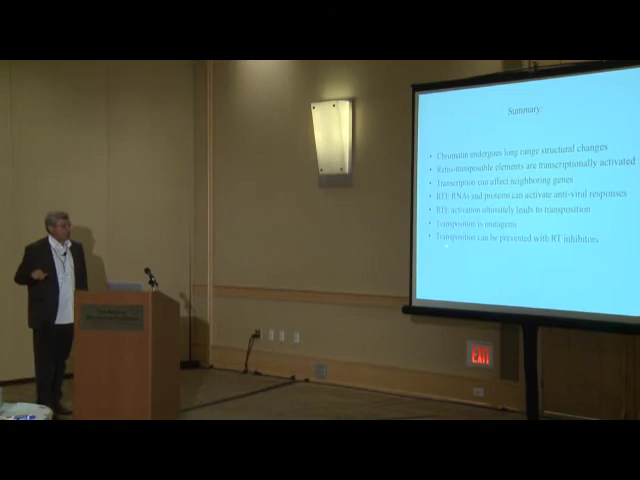 Summary:
• Chromatin undergoes long range structural changes
• Retro-transposable elements are transcriptionally activated
• Transcription can affect neighboring genes
• RTE RNAs and proteins can activate anti-viral responses
• RTE activation ultimately leads to transposition
• Transposition is mutagenic
• Transposition can be prevented with RT inhibitors
EXIT